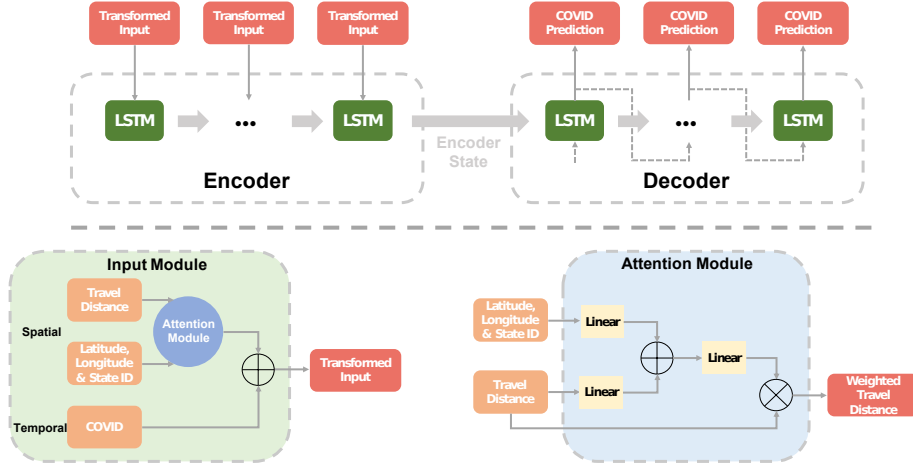 Transformed
Input
Transformed
Input
Transformed
Input
COVID
Prediction
COVID
Prediction
COVID
Prediction
LSTM
...
LSTM
Encoder
State
LSTM
...
LSTM
Encoder
Decoder
Input Module
Travel
Distance
Spatial
Attention
Module
Latitude,
Longitude
& State ID
Transformed
Input
Temporal
COVID
Attention Module
Latitude,
Longitude
& State ID
Linear
Linear
Travel
Distance
Linear
Weighted
Travel
Distance